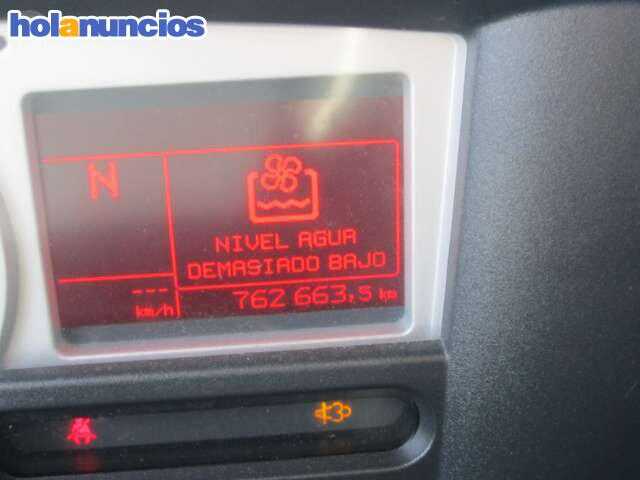 holanuncios
N
NIVEL AGUA
DEMASIADO BAJO
---
km/h
762 663.5 km